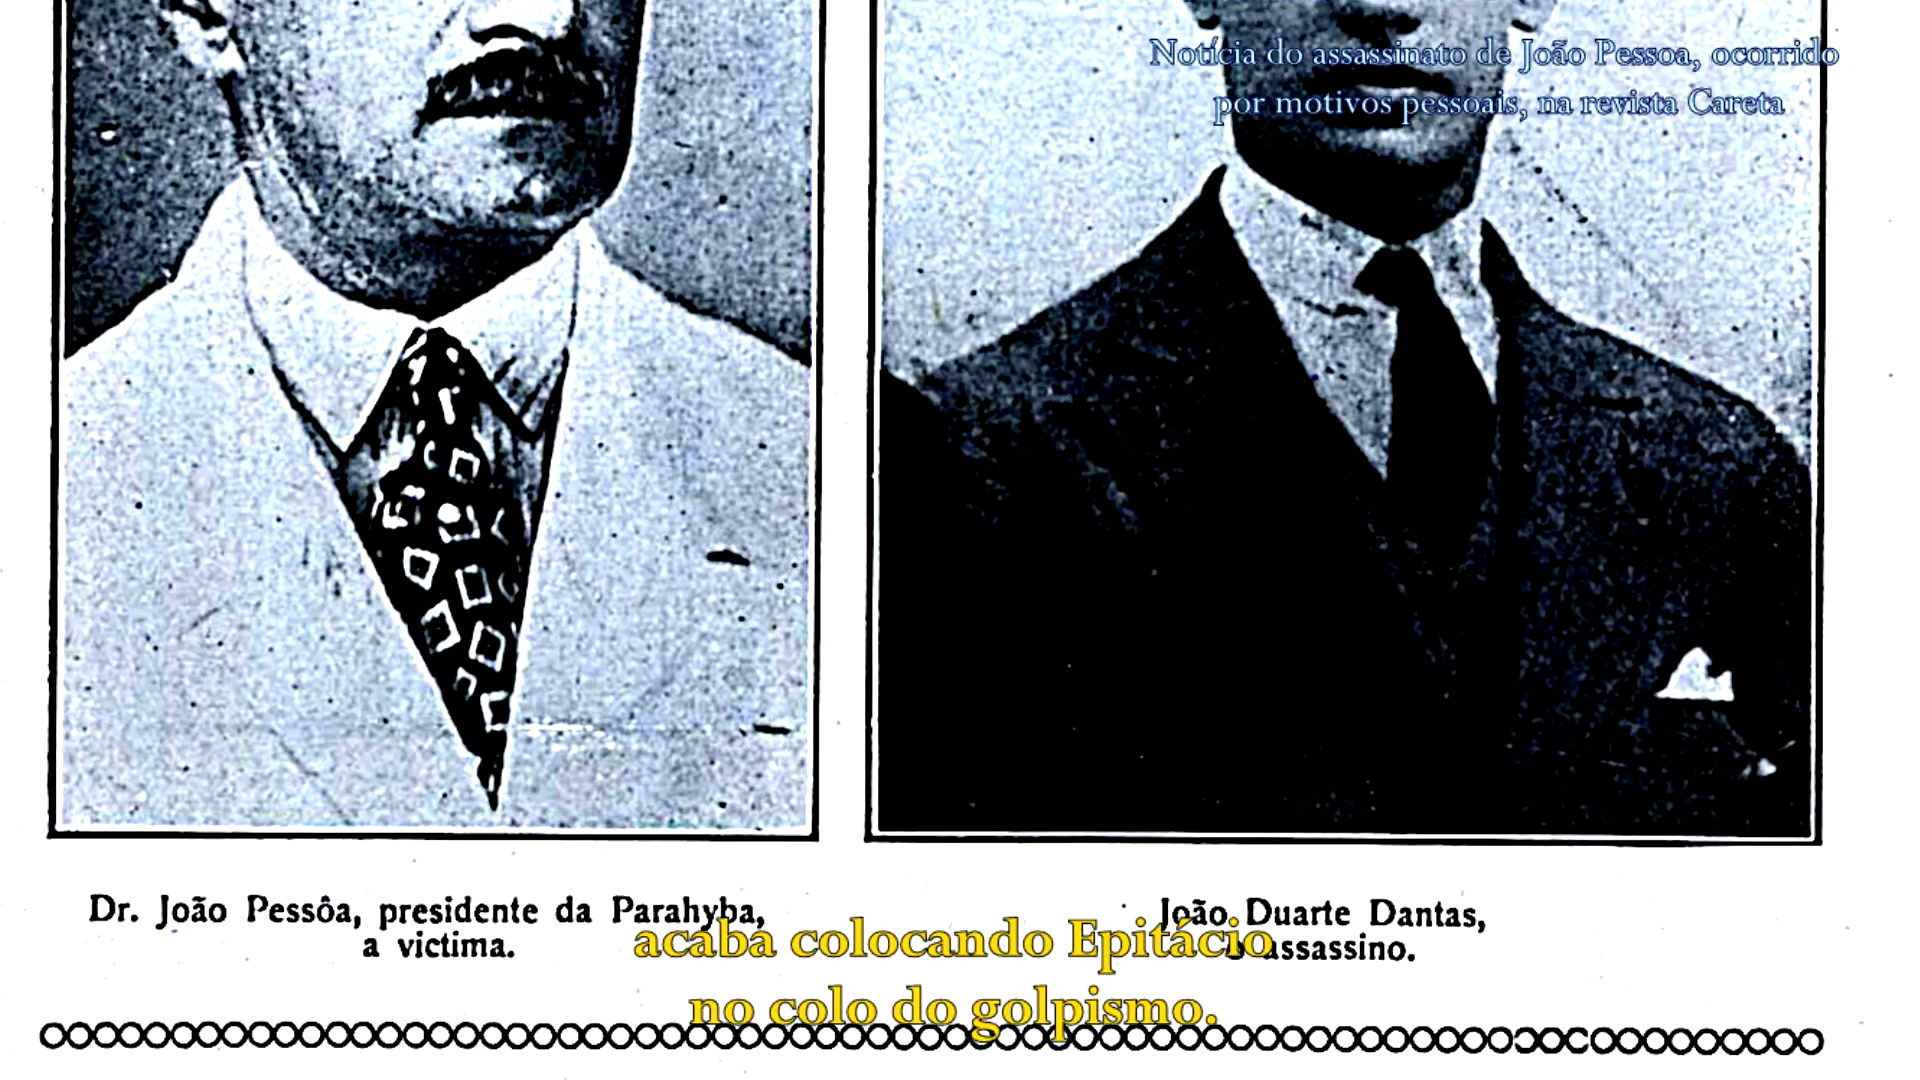 Notícia do assassinato de João Pessoa, ocorrido
por motivos pessoais, na revista Careta
Dr. João Pessôa, presidente da Parahyba,
a victima.
João Duarte Dantas,
o assassino.
acaba colocando Epitácio
no colo do golpismo.